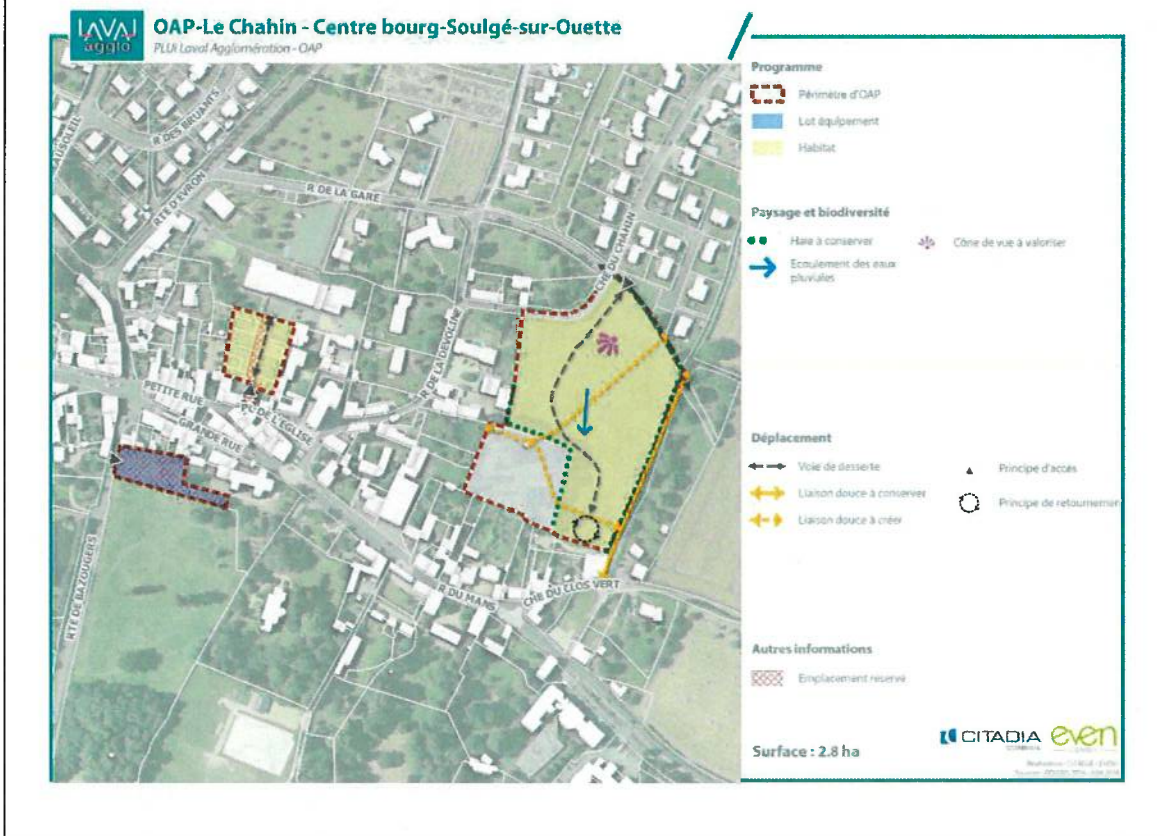 LAVAL
agglo
OAP-Le Chahin - Centre bourg-Soulgé-sur-Ouette
PLUi Laval Agglomération - OAP
Programme
Périmètre d'OAP
Lot équipement
Habitat
Paysage et biodiversité
Haie à conserver
Cône de vue à valoriser
Ecoulement des eaux
pluviales
Déplacement
Voie de desserte
Principe d'accès
Liaison douce à conserver
Principe de retournemen
Liaison douce à créer
Autres informations
Emplacement réservé
Surface : 2.8 ha
CITADIA
even
AUSOLEIL
R DES BRUANTS
RTE D'EVRON
R DE LA GARE
CHE DU CHAHIN
R DE LA DEVOLINE
PETITE RUE
PL DE L'EGLISE
GRANDE RUE
RTE DE BAZOUGERS
R DU MANS
CHE DU CLOS VERT